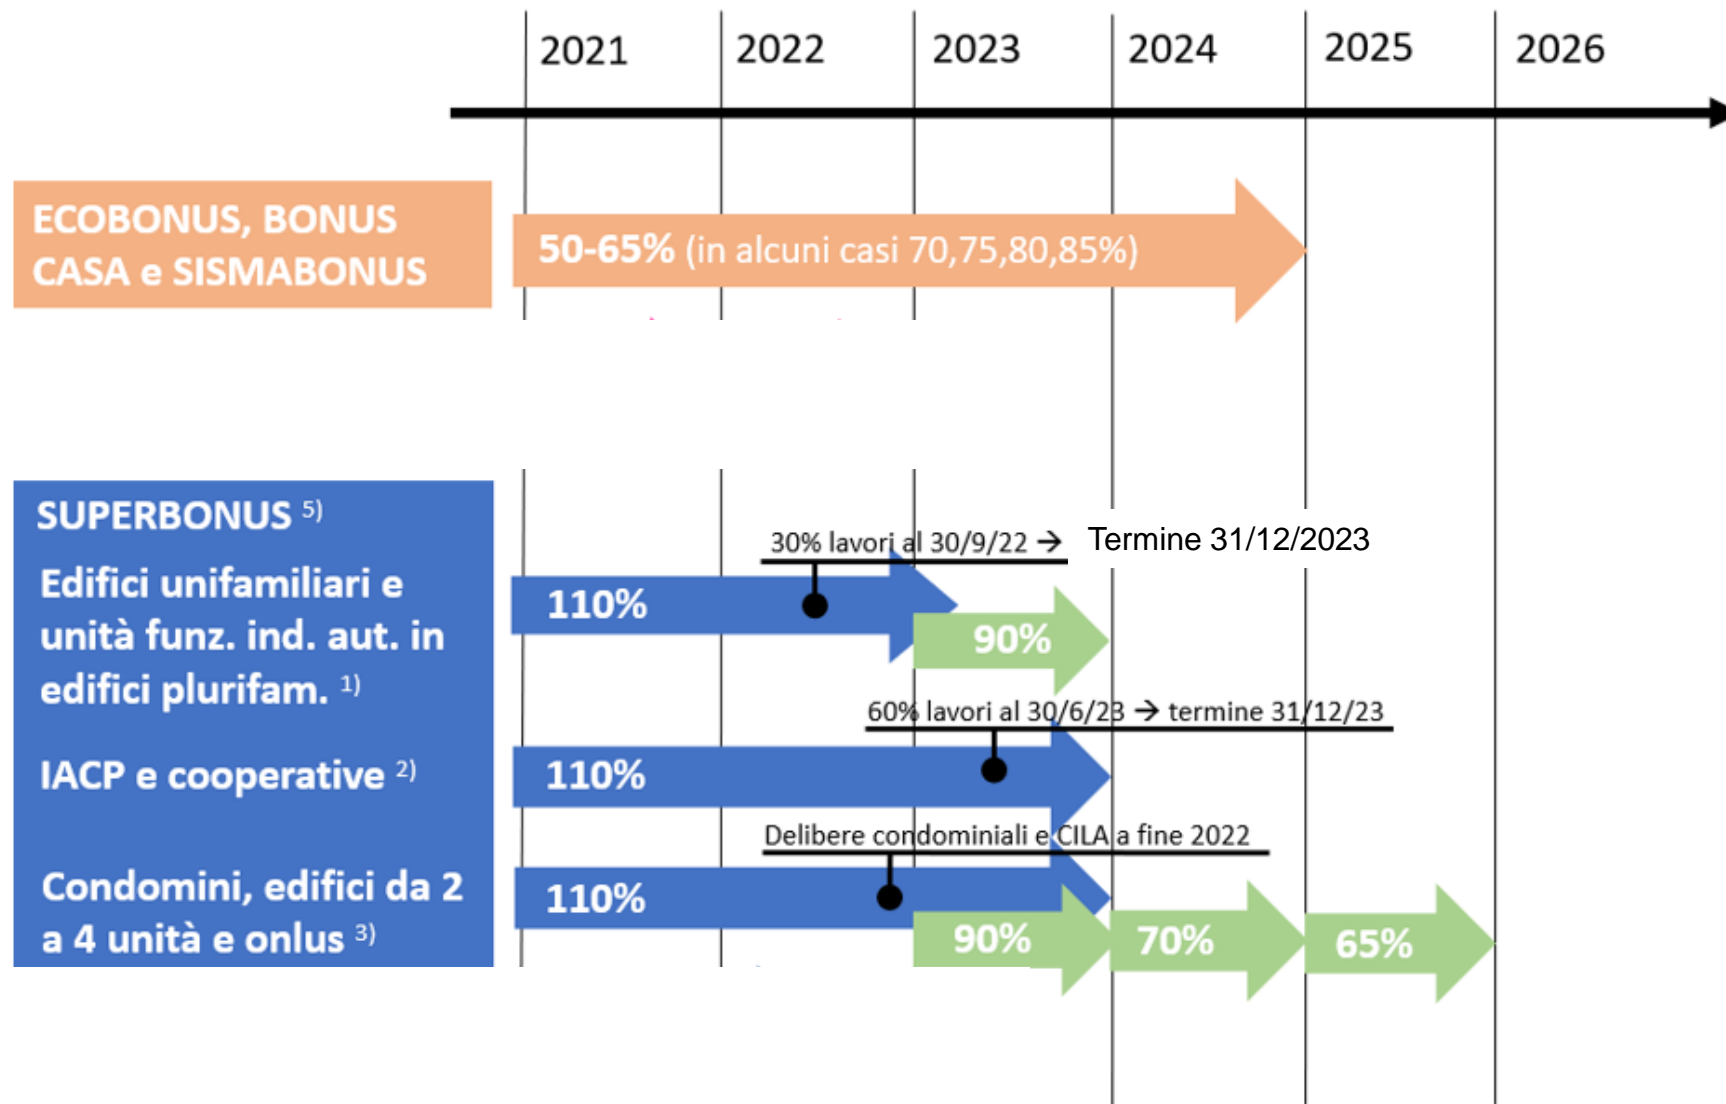 2021 2022 2023 2024 2025 2026
ECOBONUS, BONUS
CASA e SISMABONUS
50-65% (in alcuni casi 70,75,80,85%)
SUPERBONUS 5)
30% lavori al 30/9/22 → Termine 31/12/2023
Edifici unifamiliari e
unità funz. ind. aut. in
edifici plurifam. 1)
110%
90%
60% lavori al 30/6/23 → termine 31/12/23
IACP e cooperative 2)
110%
Delibere condominiali e CILA a fine 2022
Condomini, edifici da 2
a 4 unità e onlus 3)
110%
90% 70% 65%